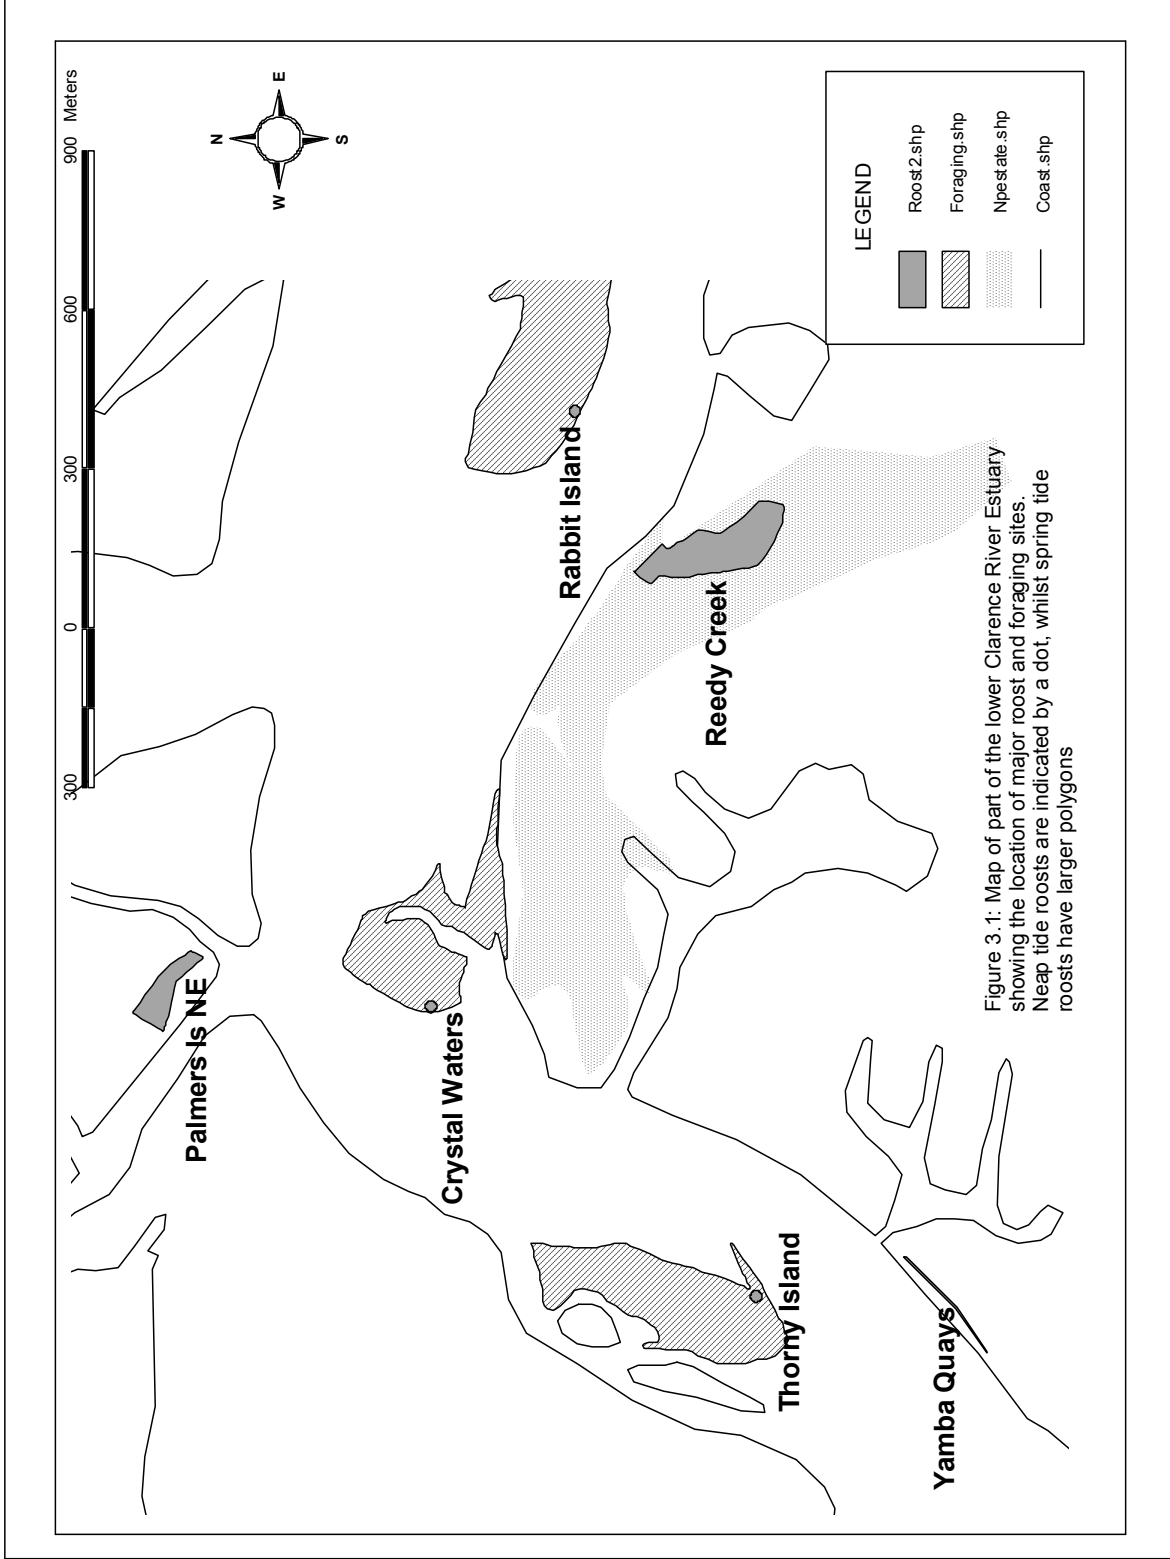 300
0
300
600
900 Meters
N
E
S
W
Palmers Is NE
Crystal Waters
Rabbit Island
Reedy Creek
Thorny Island
Yamba Quays
LEGEND
Roost2.shp
Foraging.shp
Npestate.shp
Coast.shp
Figure 3.1: Map of part of the lower Clarence River Estuary
showing the location of major roost and foraging sites.
Neap tide roosts are indicated by a dot, whilst spring tide
roosts have larger polygons